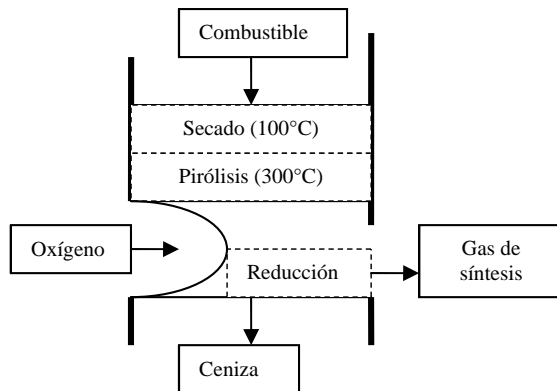 Combustible
Secado (100°C)
Pirólisis (300°C)
Oxígeno
Reducción
Gas de
síntesis
Ceniza